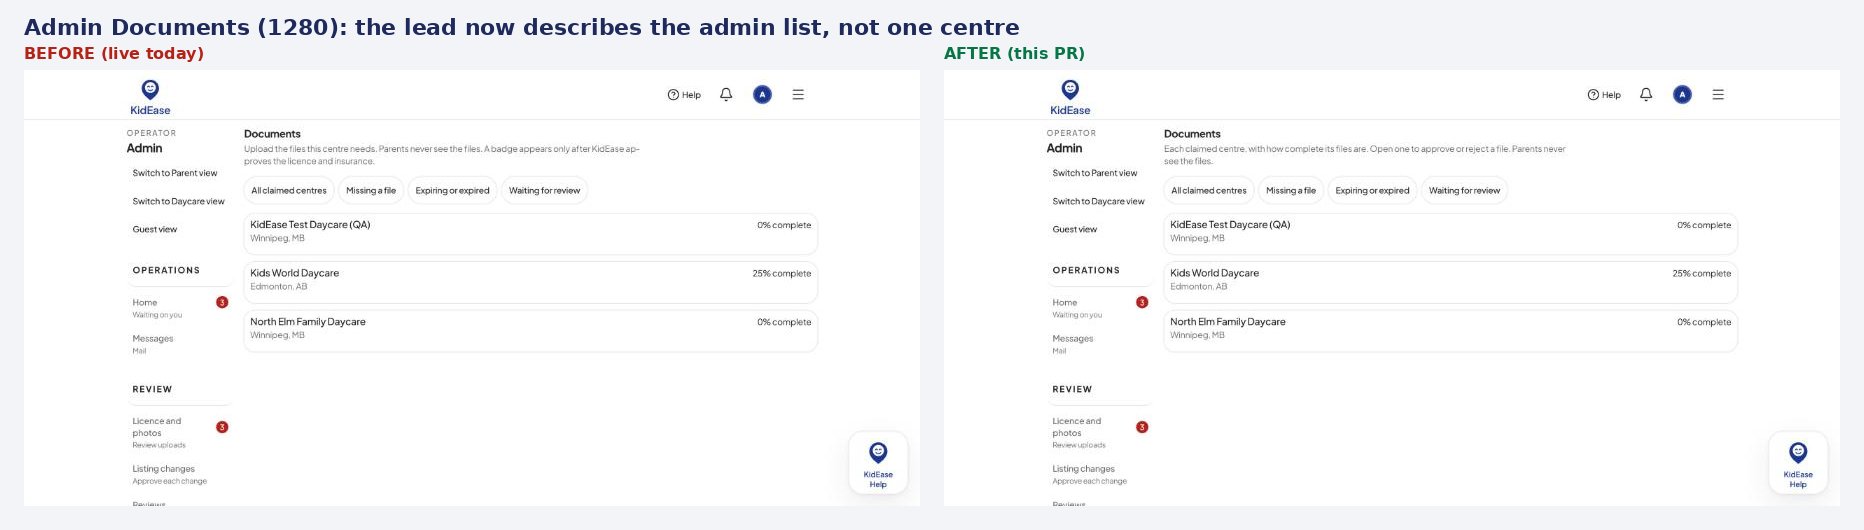 Admin Documents (1280): the lead now describes the admin list, not one centre
BEFORE (live today)
KidEase
Help
A
OPERATOR
Admin
Switch to Parent view
Switch to Daycare view
Guest view
OPERATIONS
Home
3
Waiting on you
Messages
Mail
REVIEW
Licence and
photos
3
Review uploads
Listing changes
Approve each change
Reviews
Documents
Upload the files this centre needs. Parents never see the files. A badge appears only after KidEase ap-
proves the licence and insurance.
All claimed centres
Missing a file
Expiring or expired
Waiting for review
KidEase Test Daycare (QA)
0% complete
Winnipeg, MB
Kids World Daycare
25% complete
Edmonton, AB
North Elm Family Daycare
0% complete
Winnipeg, MB
KidEase
Help
AFTER (this PR)
KidEase
Help
A
OPERATOR
Admin
Switch to Parent view
Switch to Daycare view
Guest view
OPERATIONS
Home
3
Waiting on you
Messages
Mail
REVIEW
Licence and
photos
3
Review uploads
Listing changes
Approve each change
Reviews
Documents
Each claimed centre, with how complete its files are. Open one to approve or reject a file. Parents never
see the files.
All claimed centres
Missing a file
Expiring or expired
Waiting for review
KidEase Test Daycare (QA)
0% complete
Winnipeg, MB
Kids World Daycare
25% complete
Edmonton, AB
North Elm Family Daycare
0% complete
Winnipeg, MB
KidEase
Help